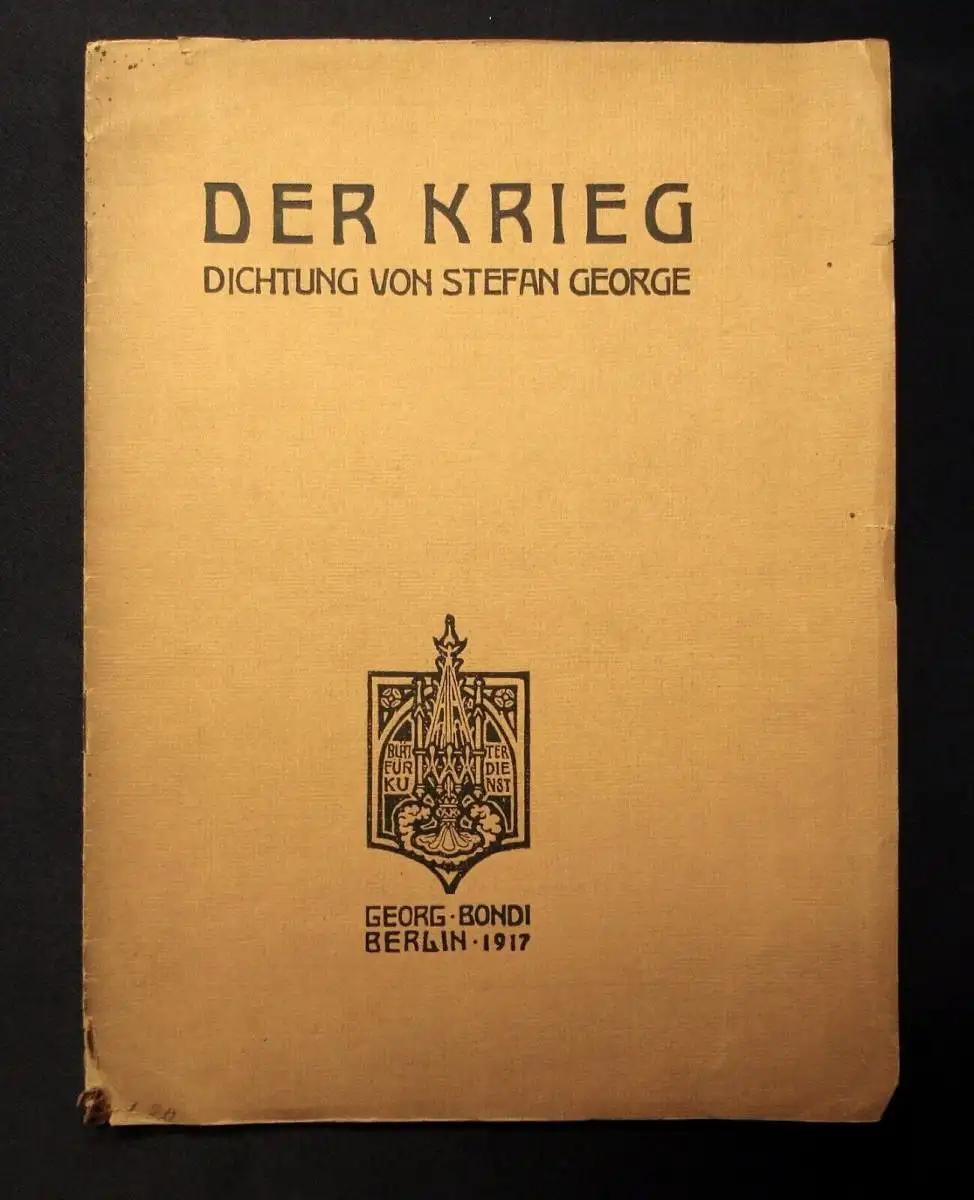 DER KRIEG
DICHTUNG VON STEFAN GEORGE
BLÄT TER
FÜR DIE
KU NST
GEORG · BONDI
BERLIN · 1917